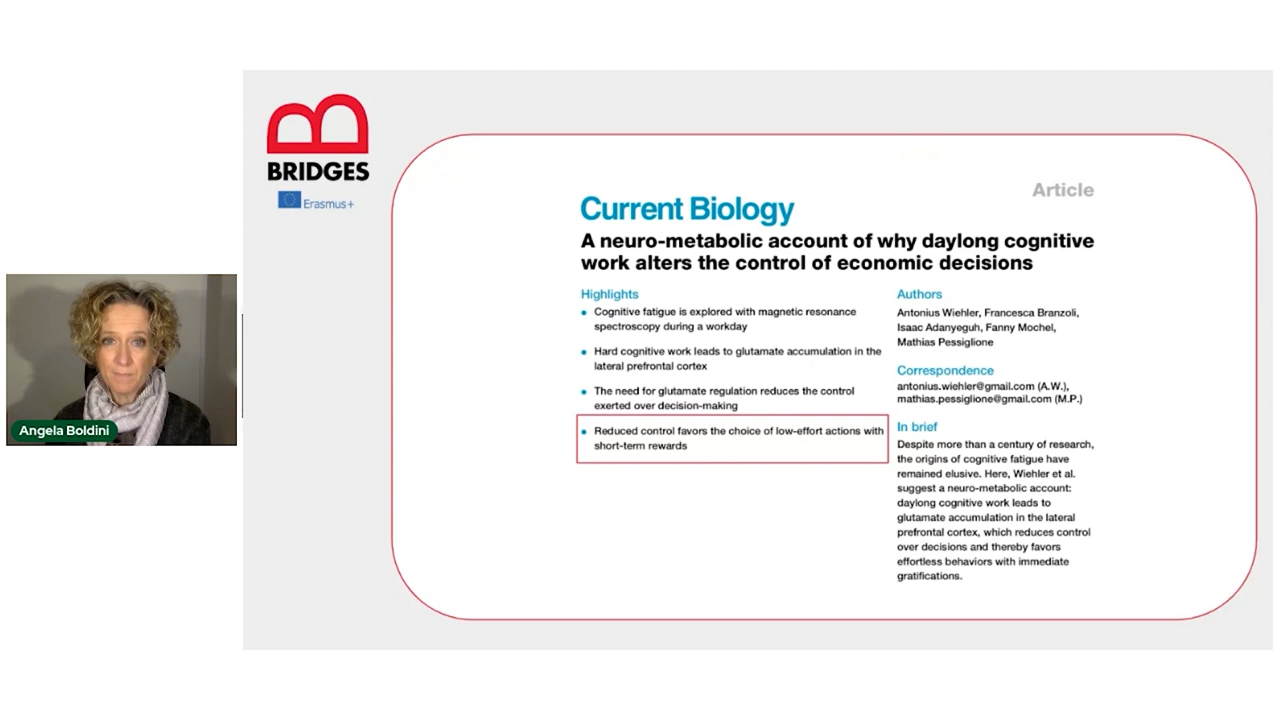 BRIDGES
Erasmus+
Angela Boldini
Article
Current Biology
A neuro-metabolic account of why daylong cognitive
work alters the control of economic decisions
Highlights
• Cognitive fatigue is explored with magnetic resonance
spectroscopy during a workday
• Hard cognitive work leads to glutamate accumulation in the
lateral prefrontal cortex
• The need for glutamate regulation reduces the control
exerted over decision-making
• Reduced control favors the choice of low-effort actions with
short-term rewards
Authors
Antonius Wiehler, Francesca Branzoli,
Isaac Adanyeguh, Fanny Mochel,
Mathias Pessiglione
Correspondence
antonius.wiehler@gmail.com (A.W.),
mathias.pessiglione@gmail.com (M.P.)
In brief
Despite more than a century of research,
the origins of cognitive fatigue have
remained elusive. Here, Wiehler et al.
suggest a neuro-metabolic account:
daylong cognitive work leads to
glutamate accumulation in the lateral
prefrontal cortex, which reduces control
over decisions and thereby favors
effortless behaviors with immediate
gratifications.